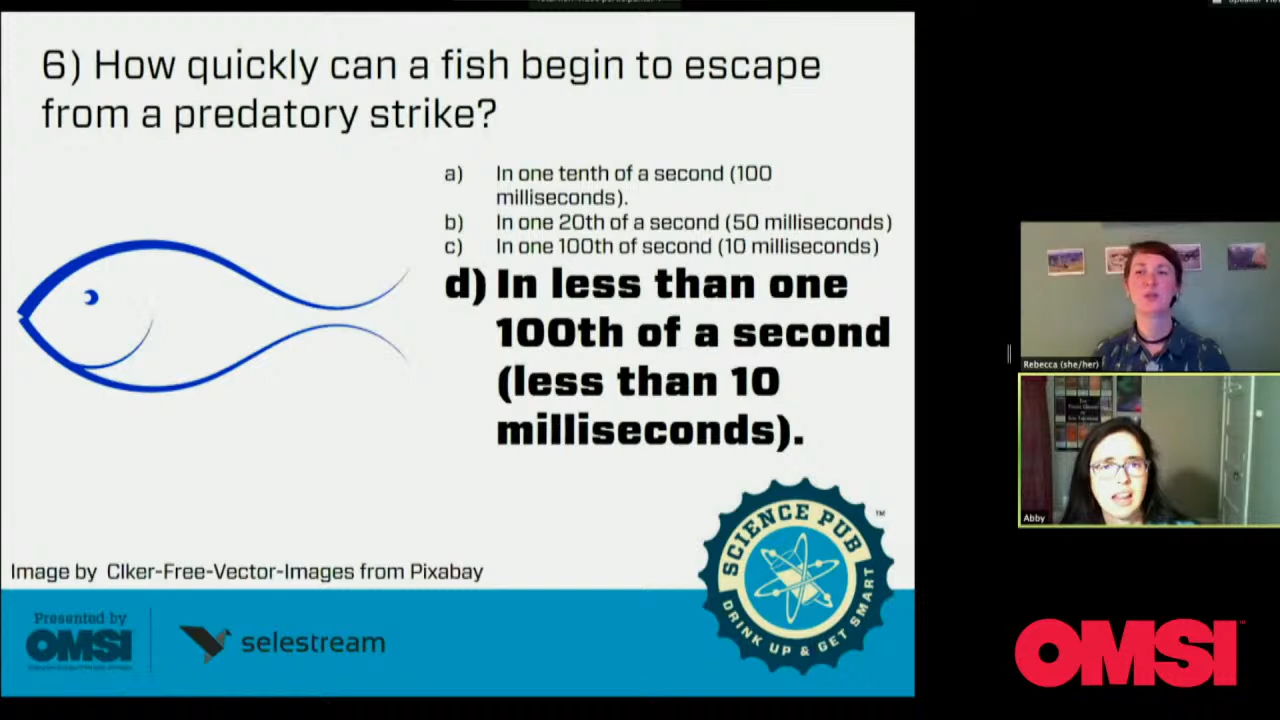 6) How quickly can a fish begin to escape
from a predatory strike?
a) In one tenth of a second (100
milliseconds).
b) In one 20th of a second (50 milliseconds)
c) In one 100th of second (10 milliseconds)
d) In less than one
100th of a second
(less than 10
milliseconds).
Image by Clker-Free-Vector-Images from Pixabay
Presented by
OMSI
selestream
SCIENCE PUB
DRINK UP & GET SMART
TM
Rebecca (she/her)
Abby
OMSI